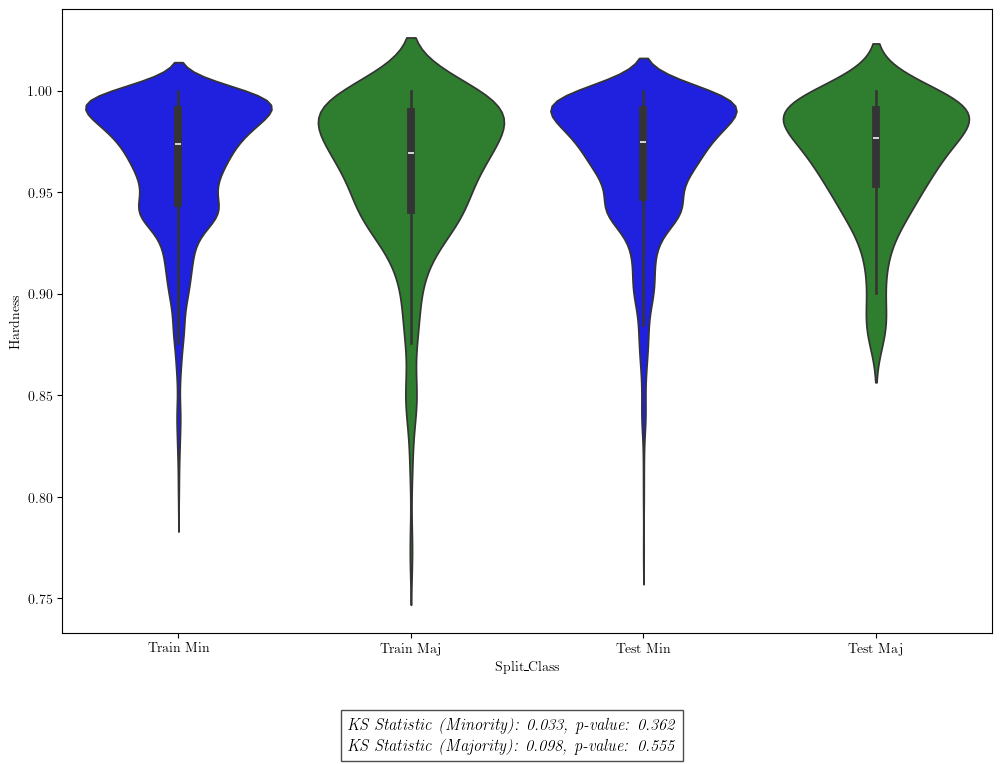 1.00
0.95
0.90
0.85
0.80
0.75
Hardness
Train Min
Train Maj
Test Min
Test Maj
Split_Class
KS Statistic (Minority): 0.033, p-value: 0.362
KS Statistic (Majority): 0.098, p-value: 0.555